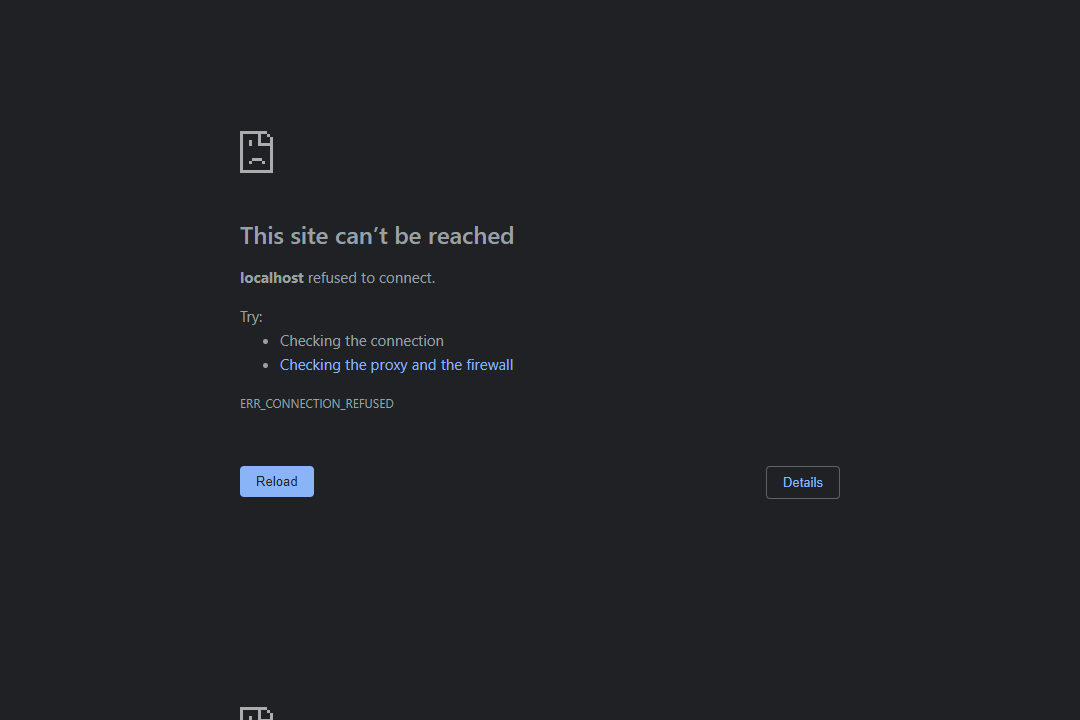 This site can’t be reached
localhost refused to connect.
Try:
• Checking the connection
• Checking the proxy and the firewall
ERR_CONNECTION_REFUSED
Reload
Details